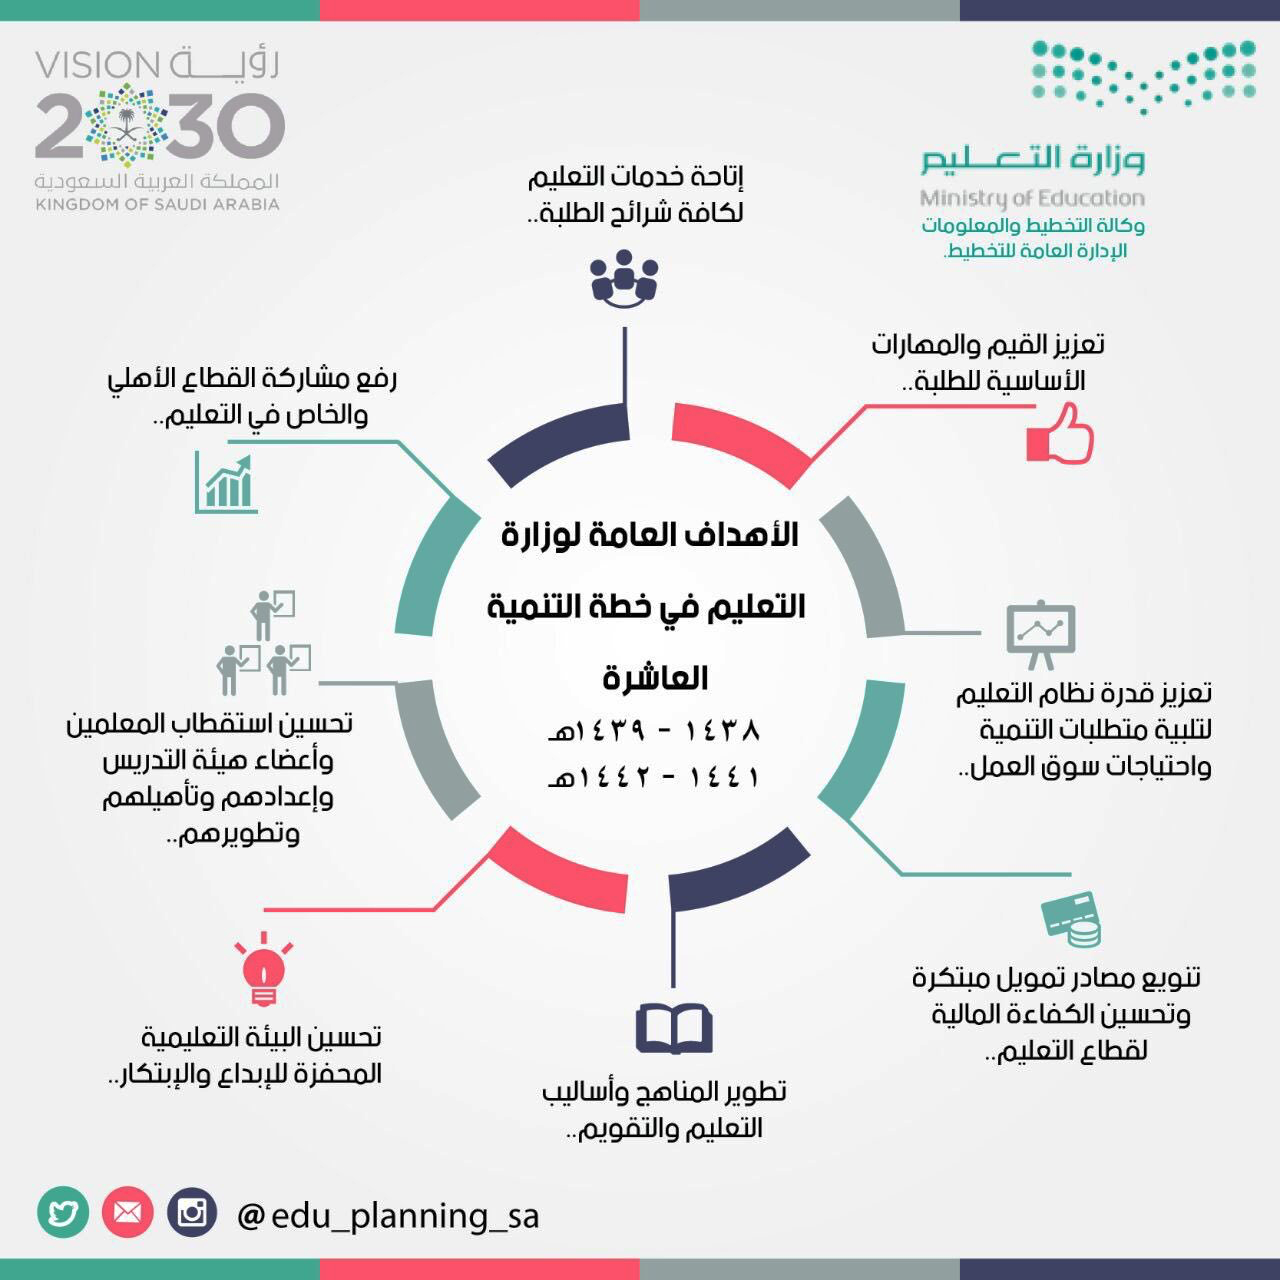 VISION رؤيـــة
2030
المملكة العربية السعودية
KINGDOM OF SAUDI ARABIA
وزارة التـعـــليم
Ministry of Education
وكالة التخطيط والمعلومات
الإدارة العامة للتخطيط.
إتاحة خدمات التعليم
لكافة شرائح الطلبة..
تعزيز القيم والمهارات
الأساسية للطلبة..
رفع مشاركة القطاع الأهلي
والخاص في التعليم..
الأهداف العامة لوزارة
التعليم في خطة التنمية
العاشرة
١٤٣٨ - ١٤٣٩هـ
١٤٤١ - ١٤٤٢هـ
تعزيز قدرة نظام التعليم
لتلبية متطلبات التنمية
واحتياجات سوق العمل..
تحسين استقطاب المعلمين
وأعضاء هيئة التدريس
وإعدادهم وتأهيلهم
وتطويرهم..
تنويع مصادر تمويل مبتكرة
وتحسين الكفاءة المالية
لقطاع التعليم..
تحسين البيئة التعليمية
المحفزة للإبداع والإبتكار..
تطوير المناهج وأساليب
التعليم والتقويم..
@edu_planning_sa